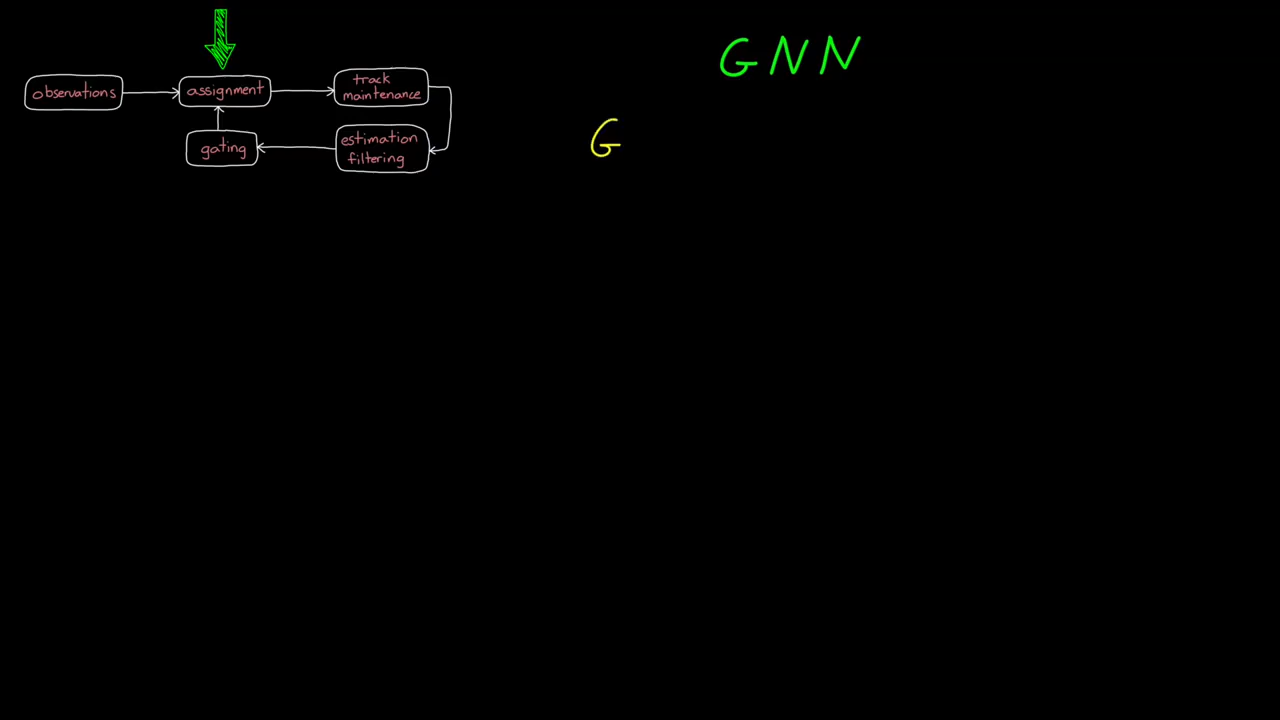 GNN
observations
assignment
track
maintenance
gating
estimation
filtering
G